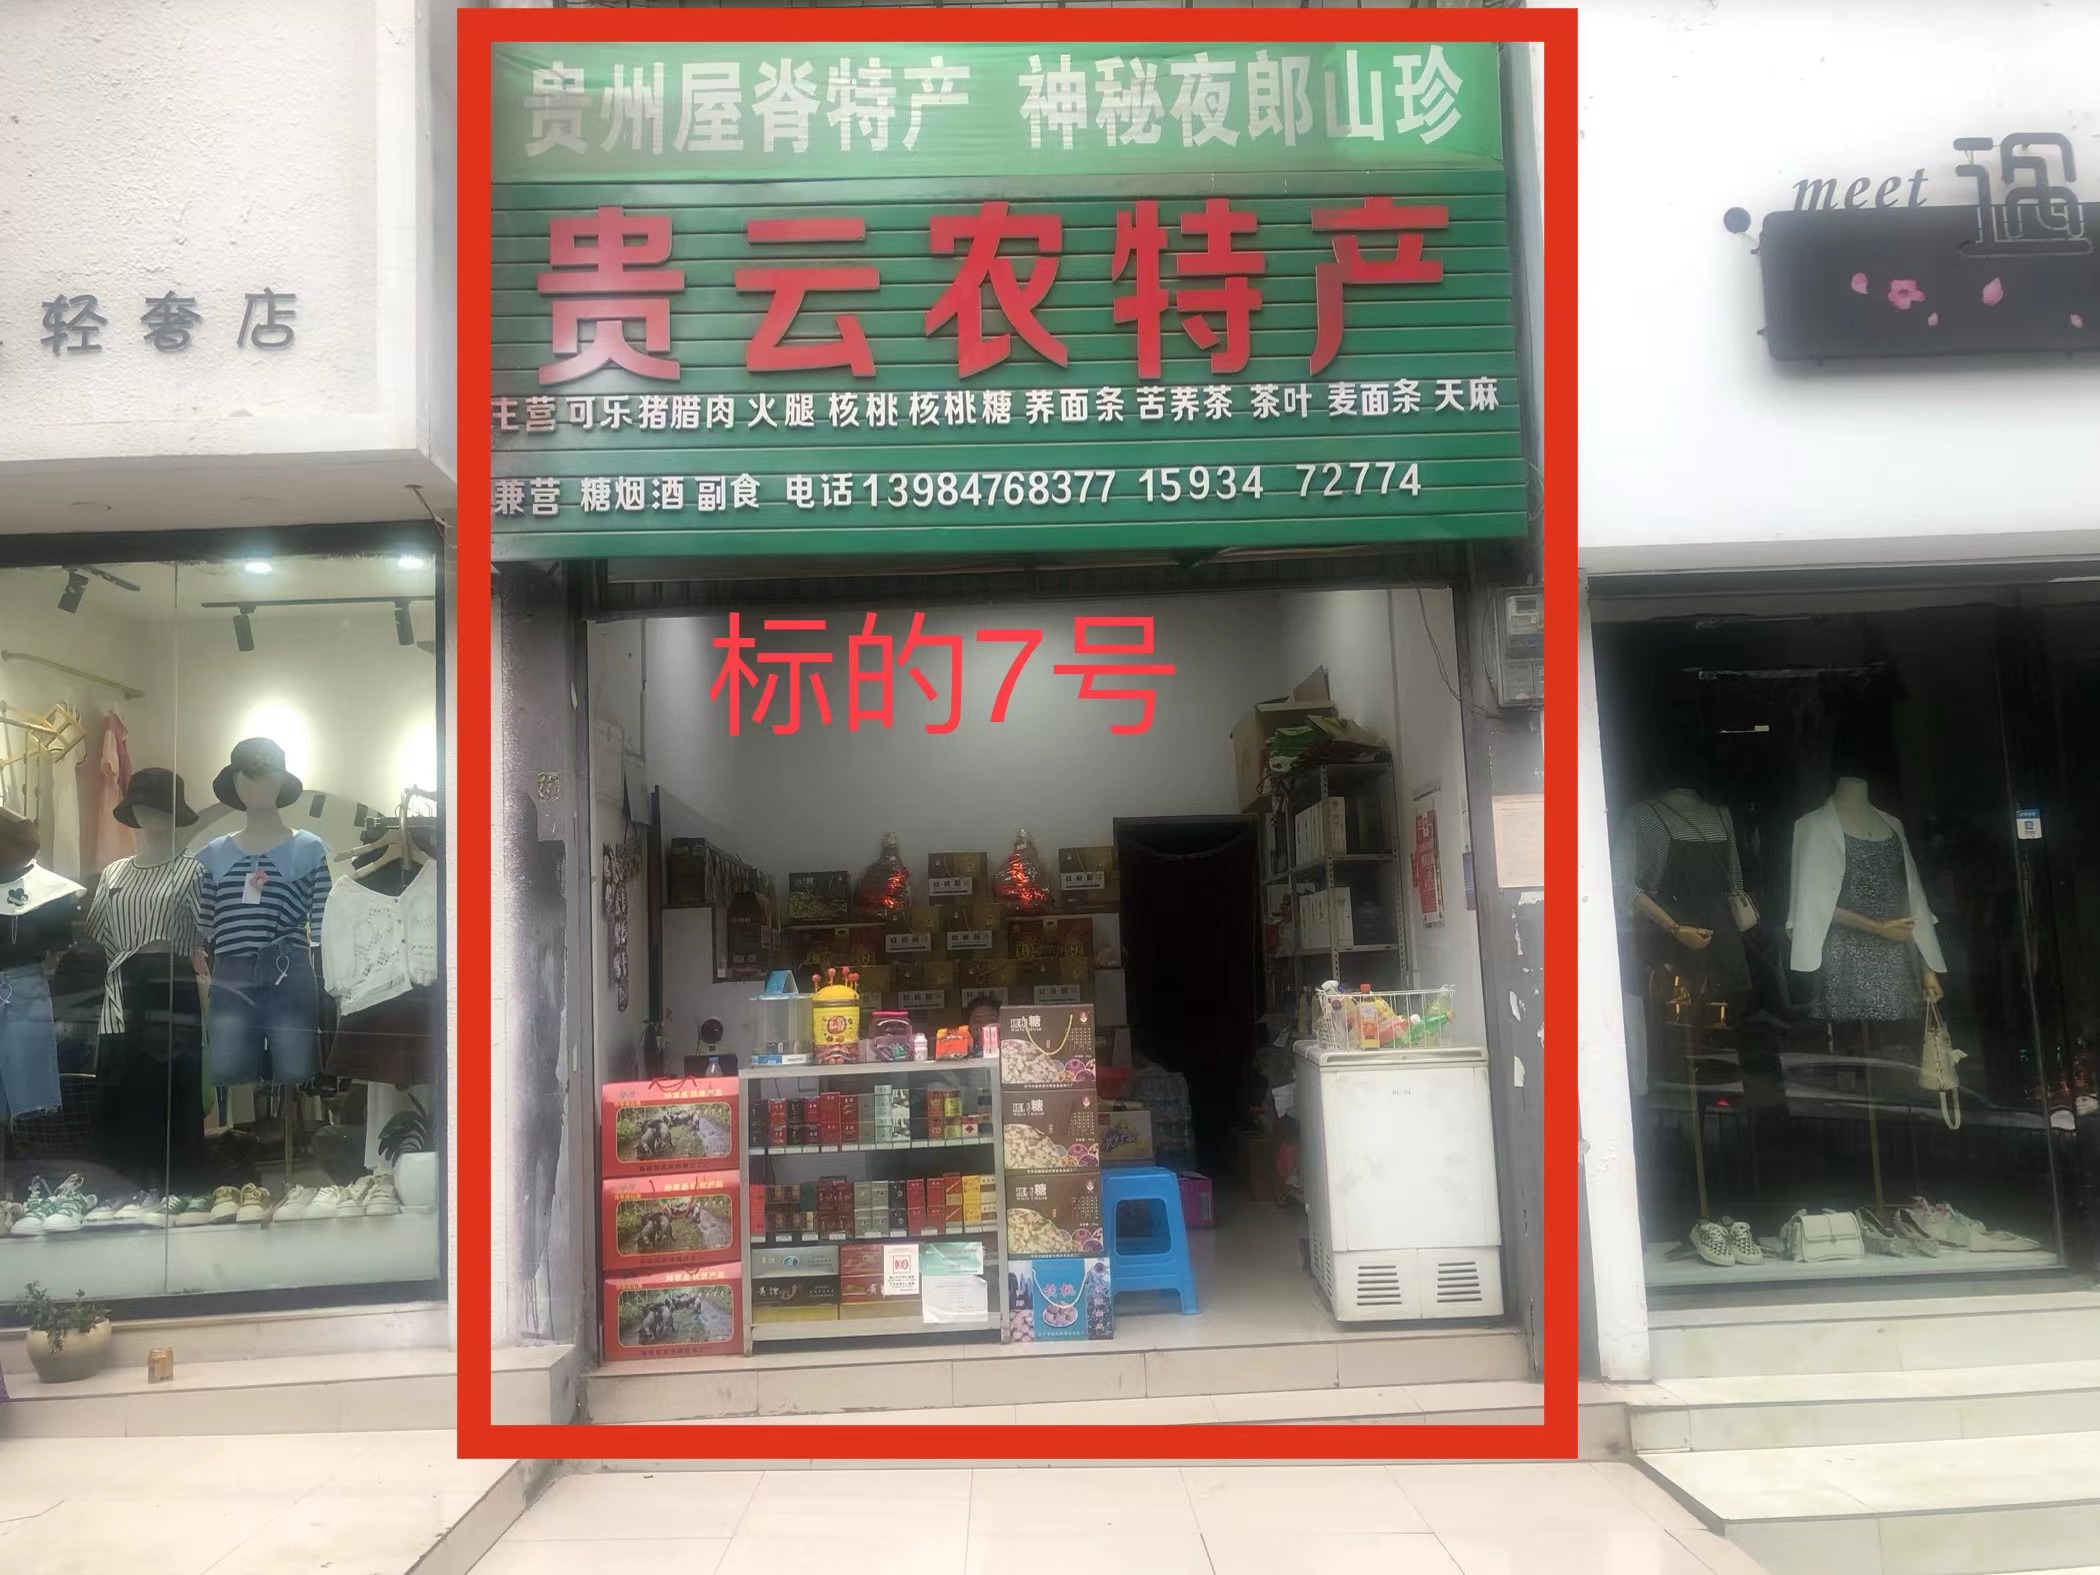 贵州屋脊特产 神秘夜郎山珍
贵云农特产
主营 可乐猪腊肉 火腿 核桃 核桃糖 荞面条 苦荞茶 茶叶 麦面条 天麻
兼营 糖烟酒 副食 电话13984768377 15934 72774
标的7号
轻奢店
meet 遇
核桃